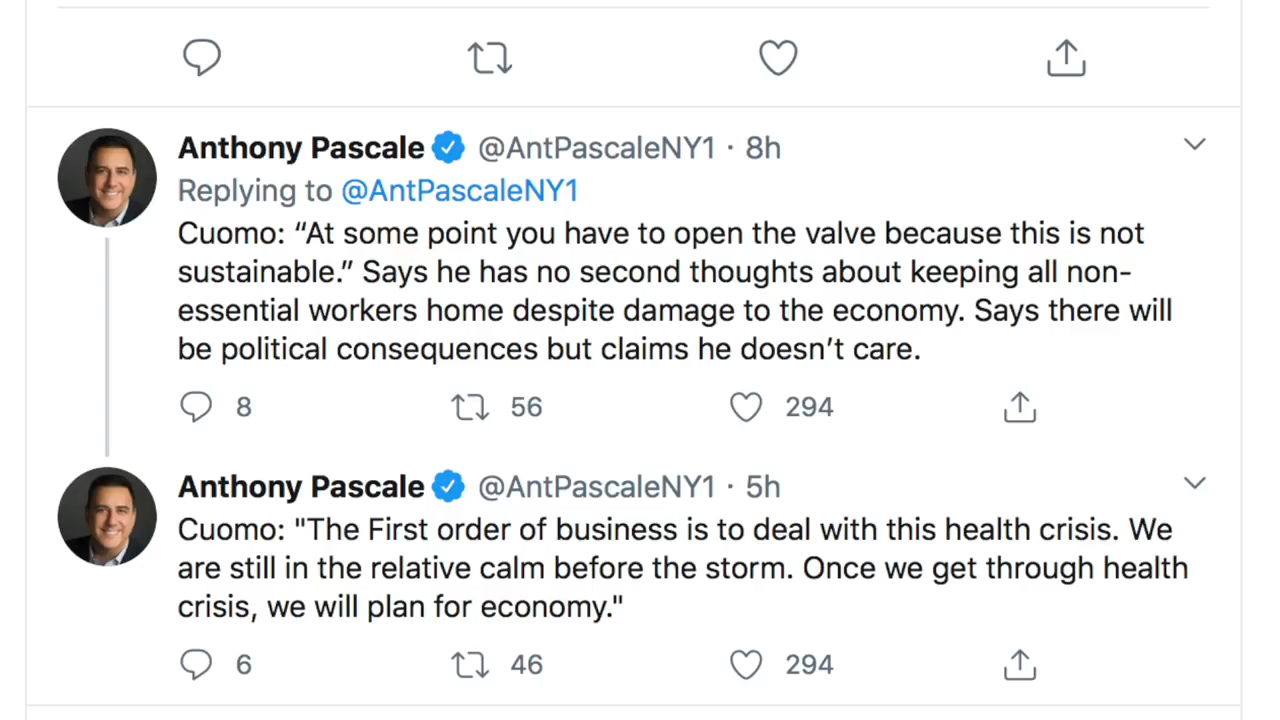 Anthony Pascale @AntPascaleNY1 · 8h
Replying to @AntPascaleNY1
Cuomo: “At some point you have to open the valve because this is not
sustainable.” Says he has no second thoughts about keeping all non-
essential workers home despite damage to the economy. Says there will
be political consequences but claims he doesn’t care.
8 56 294
Anthony Pascale @AntPascaleNY1 · 5h
Cuomo: "The First order of business is to deal with this health crisis. We
are still in the relative calm before the storm. Once we get through health
crisis, we will plan for economy."
6 46 294